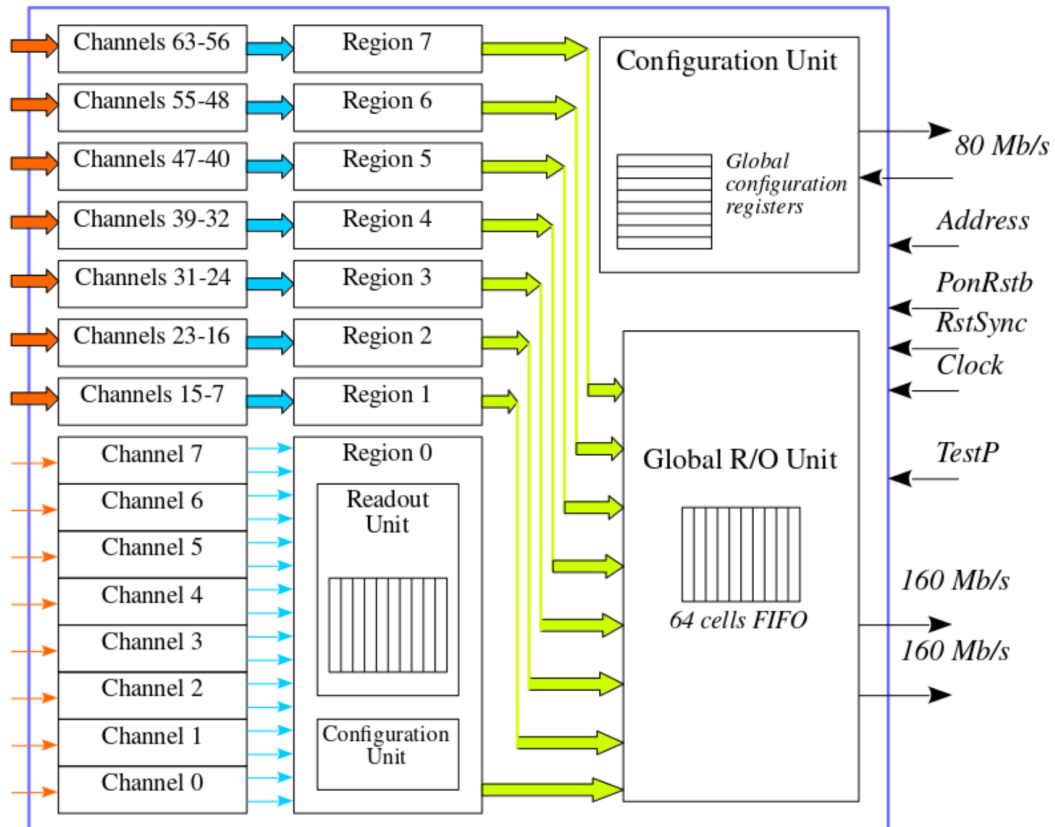 Channels 63-56
Region 7
Channels 55-48
Region 6
Channels 47-40
Region 5
Channels 39-32
Region 4
Channels 31-24
Region 3
Channels 23-16
Region 2
Channels 15-7
Region 1
Channel 7
Channel 6
Channel 5
Channel 4
Channel 3
Channel 2
Channel 1
Channel 0
Region 0
Readout
Unit
Configuration
Unit
Configuration Unit
Global
configuration
registers
Global R/O Unit
64 cells FIFO
80 Mb/s
Address
PonRstb
RstSync
Clock
TestP
160 Mb/s
160 Mb/s